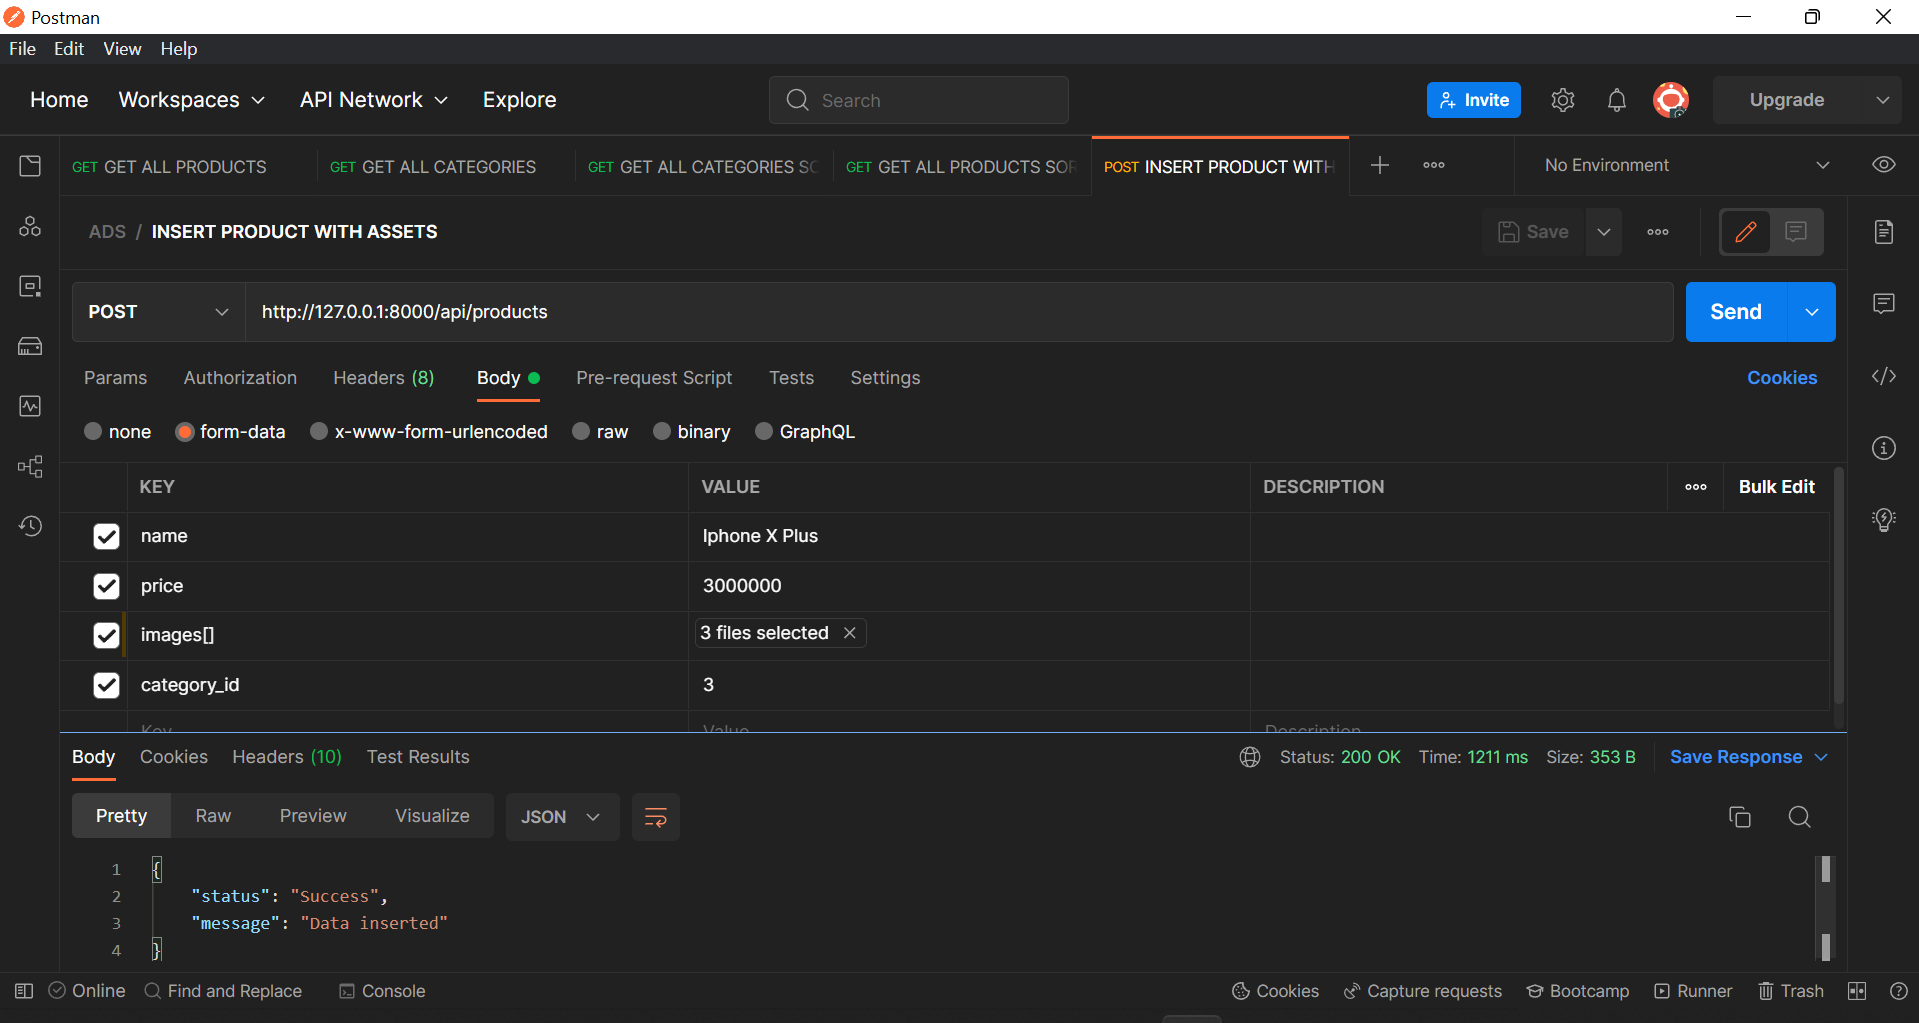 Postman
File Edit View Help
Home Workspaces API Network Explore Search Invite Upgrade
GET GET ALL PRODUCTS GET GET ALL CATEGORIES GET GET ALL CATEGORIES SC GET GET ALL PRODUCTS SOR POST INSERT PRODUCT WITH No Environment
ADS / INSERT PRODUCT WITH ASSETS Save
POST http://127.0.0.1:8000/api/products Send
Params Authorization Headers (8) Body Pre-request Script Tests Settings Cookies
none form-data x-www-form-urlencoded raw binary GraphQL
KEY VALUE DESCRIPTION Bulk Edit
name Iphone X Plus
price 3000000
images[] 3 files selected
category_id 3
Key Value Description
Body Cookies Headers (10) Test Results Status: 200 OK Time: 1211 ms Size: 353 B Save Response
Pretty Raw Preview Visualize JSON
1 {
2 "status": "Success",
3 "message": "Data inserted"
4 }
Online Find and Replace Console Cookies Capture requests Bootcamp Runner Trash